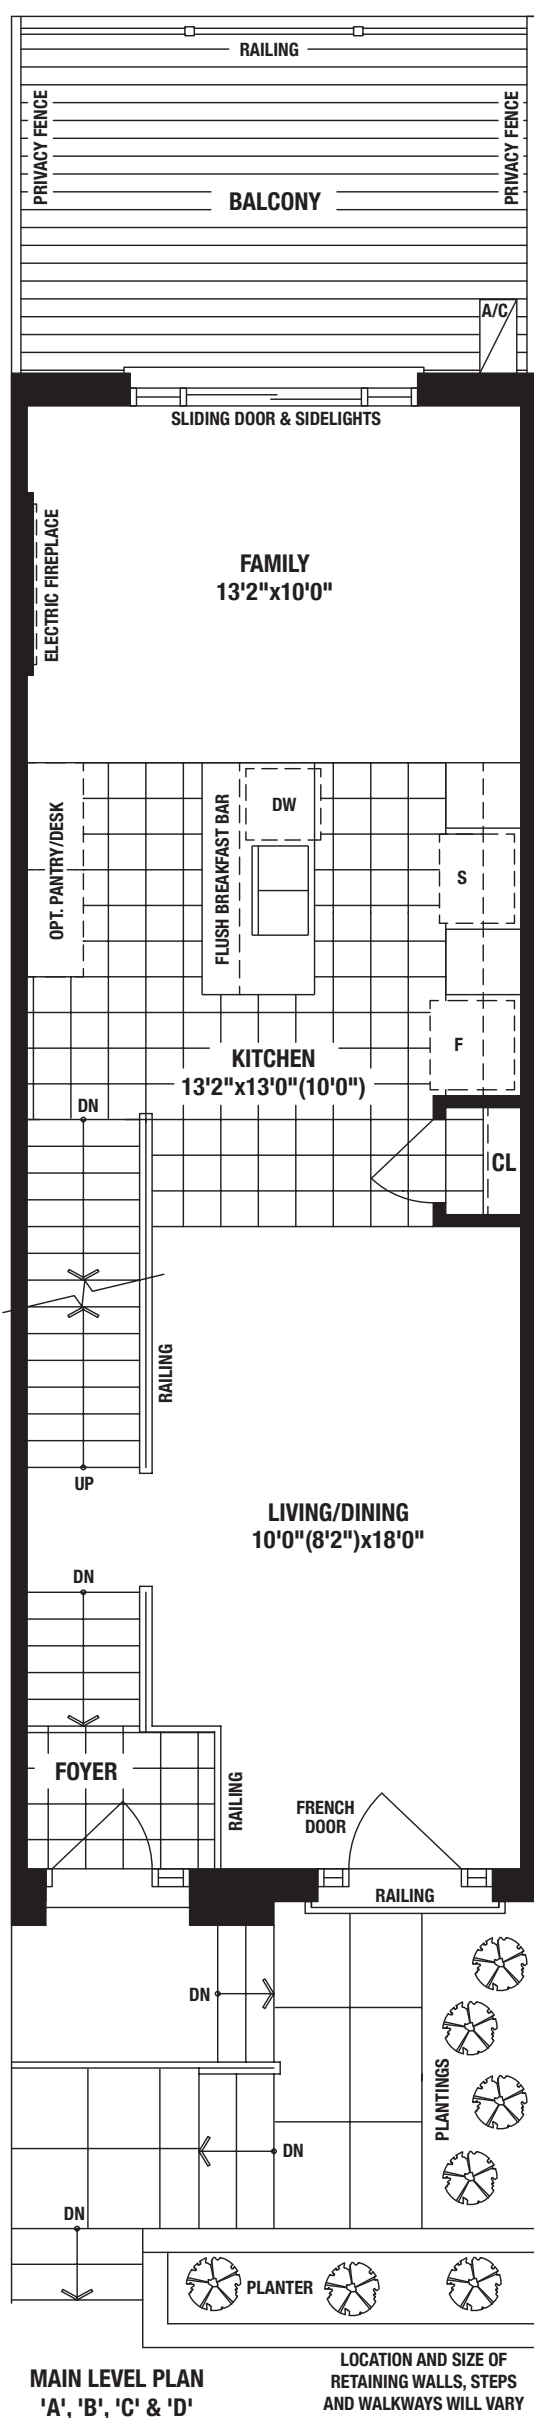 RAILING
PRIVACY FENCE
PRIVACY FENCE
BALCONY
A/C
SLIDING DOOR & SIDELIGHTS
ELECTRIC FIREPLACE
FAMILY
13'2"x10'0"
OPT. PANTRY/DESK
FLUSH BREAKFAST BAR
DW
S
F
KITCHEN
13'2"x13'0"(10'0")
DN
CL
RAILING
UP
LIVING/DINING
10'0"(8'2")x18'0"
DN
FOYER
RAILING
FRENCH
DOOR
RAILING
DN
PLANTINGS
DN
DN
PLANTER
MAIN LEVEL PLAN
'A', 'B', 'C' & 'D'
LOCATION AND SIZE OF
RETAINING WALLS, STEPS
AND WALKWAYS WILL VARY